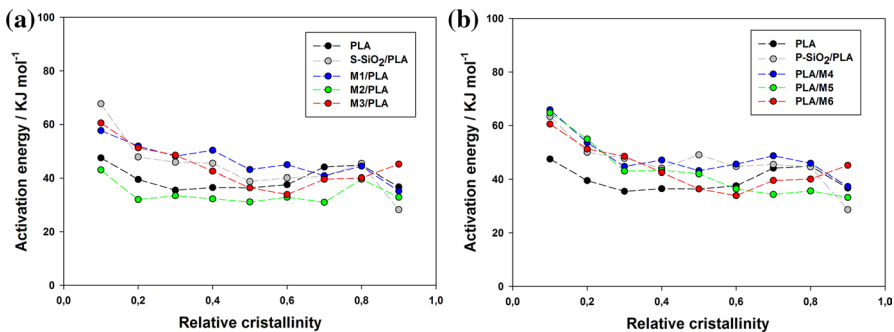 (a)
Activation energy / KJ mol⁻¹
100
80
60
40
20
0
PLA
S-SiO₂/PLA
M1/PLA
M2/PLA
M3/PLA
0,0 0,2 0,4 0,6 0,8 1,0
Relative cristallinity
(b)
Activation energy / KJ mol⁻¹
100
80
60
40
20
0
PLA
P-SiO₂/PLA
PLA/M4
PLA/M5
PLA/M6
0,0 0,2 0,4 0,6 0,8 1,0
Relative cristallinity